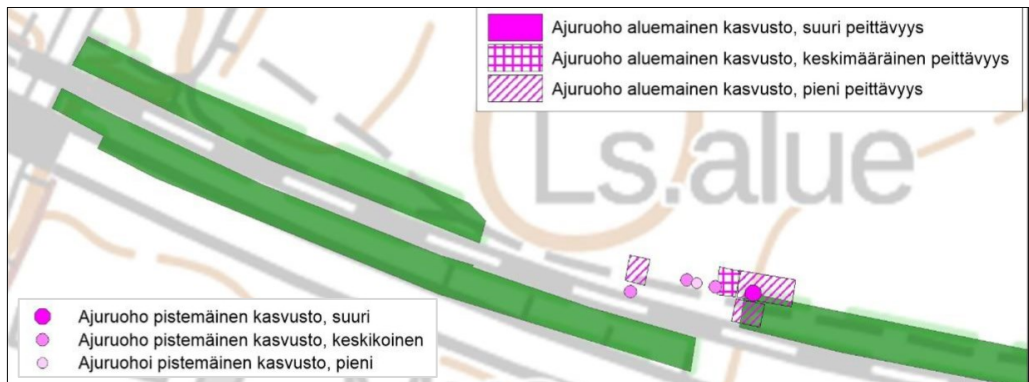 Ajuruoho aluemainen kasvusto, suuri peittävyys
Ajuruoho aluemainen kasvusto, keskimääräinen peittävyys
Ajuruoho aluemainen kasvusto, pieni peittävyys
Ls.alue
Ajuruoho pistemäinen kasvusto, suuri
Ajuruoho pistemäinen kasvusto, keskikoinen
Ajuruohoi pistemäinen kasvusto, pieni